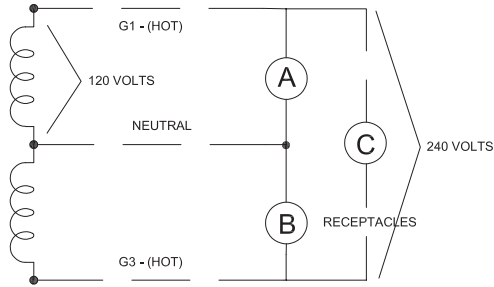 G1 - (HOT)
A
120 VOLTS
NEUTRAL
C
240 VOLTS
B
RECEPTACLES
G3 - (HOT)